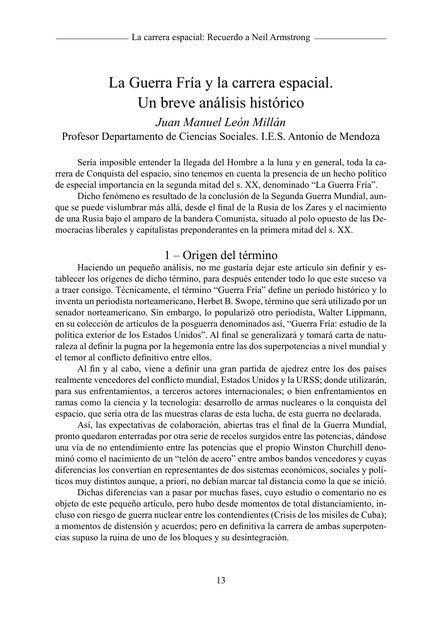 La carrera espacial: Recuerdo a Neil Armstrong
La Guerra Fría y la carrera espacial.
Un breve análisis histórico
Juan Manuel León Millán
Profesor Departamento de Ciencias Sociales. I.E.S. Antonio de Mendoza
Sería imposible entender la llegada del Hombre a la luna y en general, toda la ca-
rrera de Conquista del espacio, sino tenemos en cuenta la presencia de un hecho político
de especial importancia en la segunda mitad del s. XX, denominado “La Guerra Fría”.
Dicho fenómeno es resultado de la conclusión de la Segunda Guerra Mundial, aun-
que se puede vislumbrar más allá, desde el final de la Rusia de los Zares y el nacimiento
de una Rusia bajo el amparo de la bandera Comunista, situado al polo opuesto de las De-
mocracias liberales y capitalistas preponderantes en la primera mitad del s. XX.
1 – Origen del término
Haciendo un pequeño análisis, no me gustaría dejar este artículo sin definir y es-
tablecer los orígenes de dicho término, para después entender todo lo que este suceso va
a traer consigo. Técnicamente, el término “Guerra Fría” define un período histórico y lo
inventa un periodista norteamericano, Herbet B. Swope, término que será utilizado por un
senador norteamericano. Sin embargo, lo popularizó otro periodista, Walter Lippmann,
en su colección de artículos de la posguerra denominados así, “Guerra Fría: estudio de la
política exterior de los Estados Unidos”. Al final se generalizará y tomará carta de natu-
raleza al definir la pugna por la hegemonía entre las dos superpotencias a nivel mundial y
el temor al conflicto definitivo entre ellos.
Al fin y al cabo, viene a definir una gran partida de ajedrez entre los dos países
realmente vencedores del conflicto mundial, Estados Unidos y la URSS; donde utilizarán,
para sus enfrentamientos, a terceros actores internacionales; o bien enfrentamientos en
ramas como la ciencia y la tecnología: desarrollo de armas nucleares o la conquista del
espacio, que sería otra de las muestras claras de esta lucha, de esta guerra no declarada.
Así, las expectativas de colaboración, abiertas tras el final de la Guerra Mundial,
pronto quedaron enterradas por otra serie de recelos surgidos entre las potencias, dándose
una vía de no entendimiento entre las potencias que el propio Winston Churchill deno-
minó como el nacimiento de un “telón de acero” entre ambos bandos vencedores y cuyas
diferencias los convertían en representantes de dos sistemas económicos, sociales y polí-
ticos muy distintos aunque, a priori, no debían marcar tal distancia como la que se inició.
Dichas diferencias van a pasar por muchas fases, cuyo estudio o comentario no es
objeto de este pequeño artículo, pero hubo desde momentos de total distanciamiento, in-
cluso con riesgo de guerra nuclear entre los contendientes (Crisis de los misiles de Cuba);
a momentos de distensión y acuerdos; pero en definitiva la carrera de ambas superpoten-
cias supuso la ruina de uno de los bloques y su desintegración.
13